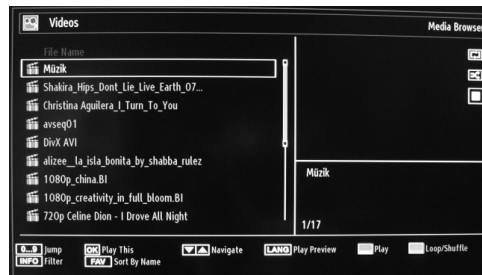 Videos
Media Browser
File Name
Müzik
Shakira_Hips_Dont_Lie_Live_Earth_07...
Christina Aguilera_I_Turn_To_You
avseq01
DivX AVI
alizee__la_isla_bonita_by_shabba_rulez
1080p_china.BI
1080p_creativity_in_full_bloom.BI
720p Celine Dion - I Drove All Night
Müzik
1/17
0...9 Jump
OK Play This
Navigate
LANG Play Preview
Play
Loop/Shuffle
INFO Filter
FAV Sort By Name